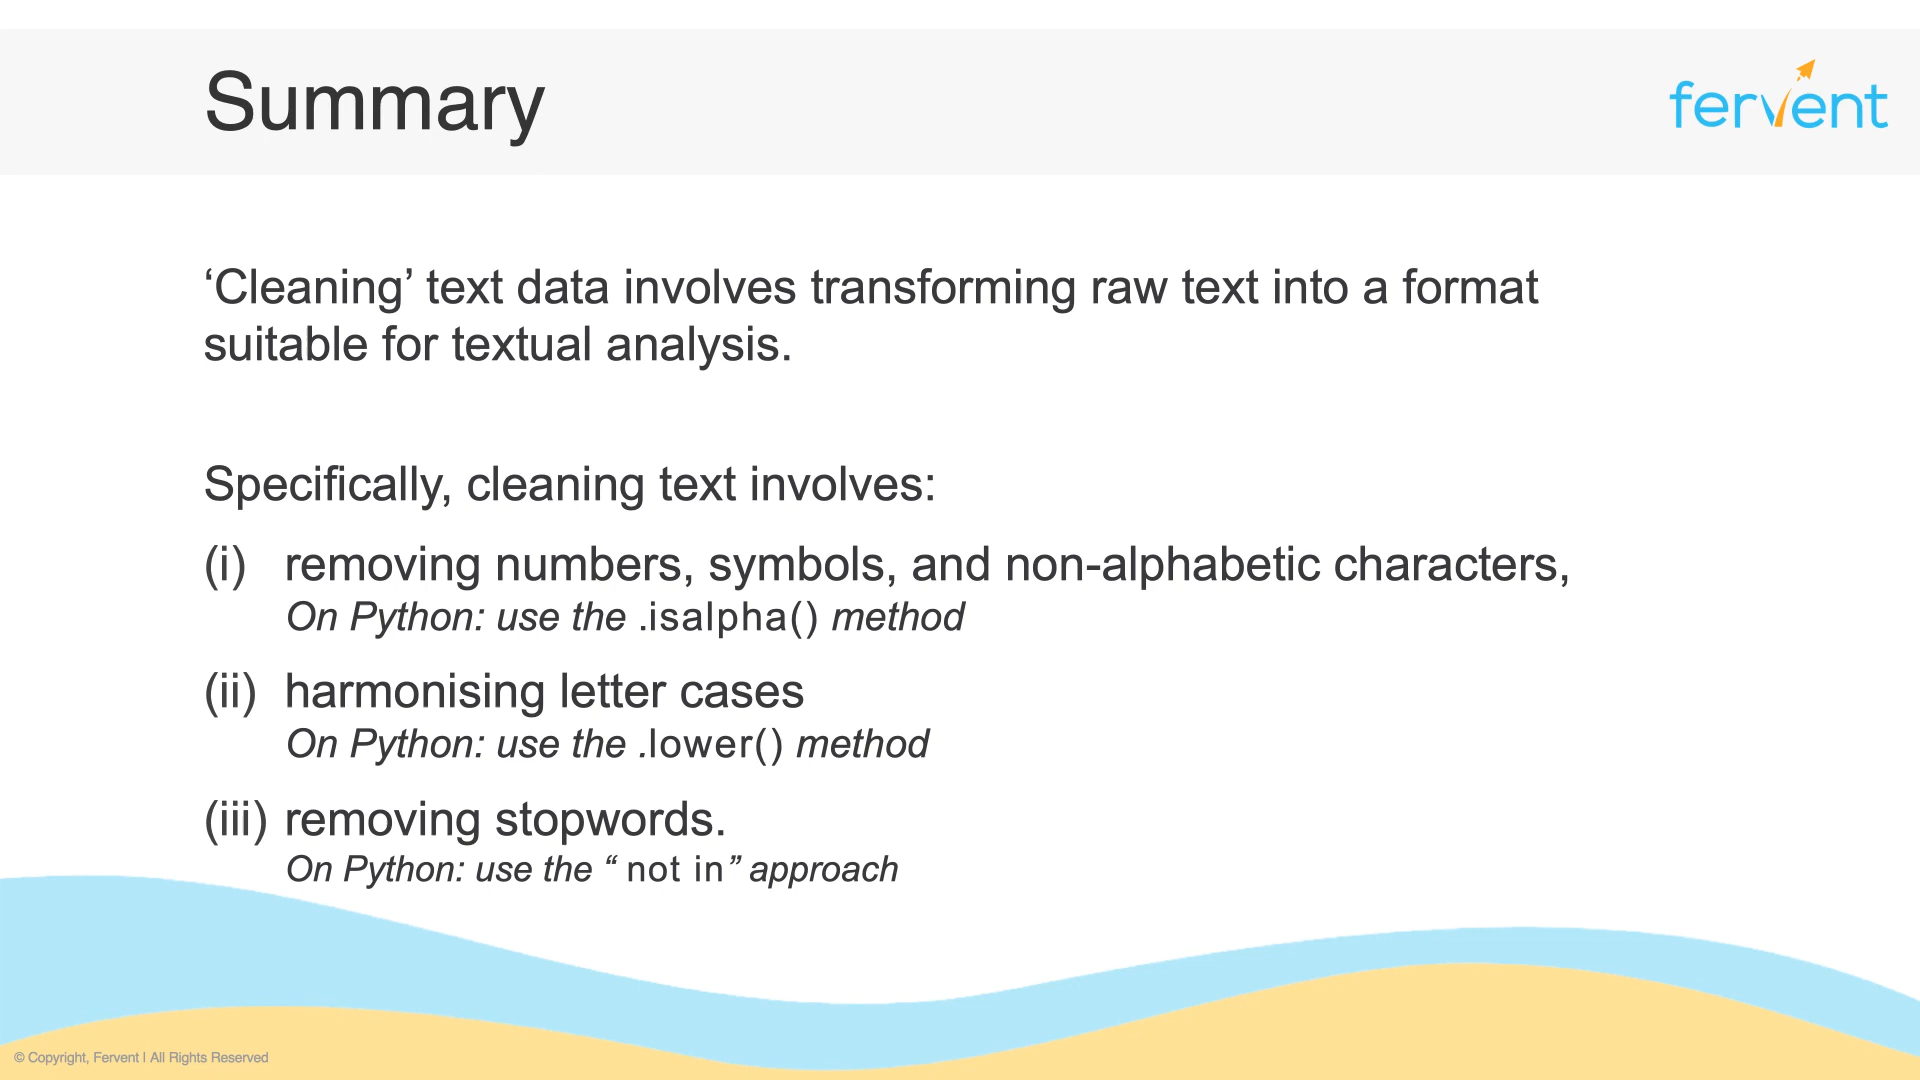 Summary
fervent
‘Cleaning’ text data involves transforming raw text into a format
suitable for textual analysis.
Specifically, cleaning text involves:
(i) removing numbers, symbols, and non-alphabetic characters,
On Python: use the .isalpha() method
(ii) harmonising letter cases
On Python: use the .lower() method
(iii) removing stopwords.
On Python: use the “ not in” approach
© Copyright, Fervent | All Rights Reserved